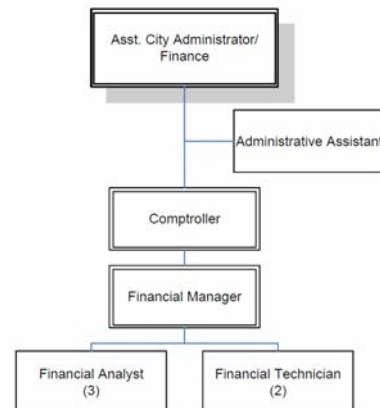 Asst. City Administrator/
Finance
Administrative Assistant
Comptroller
Financial Manager
Financial Analyst
(3)
Financial Technician
(2)